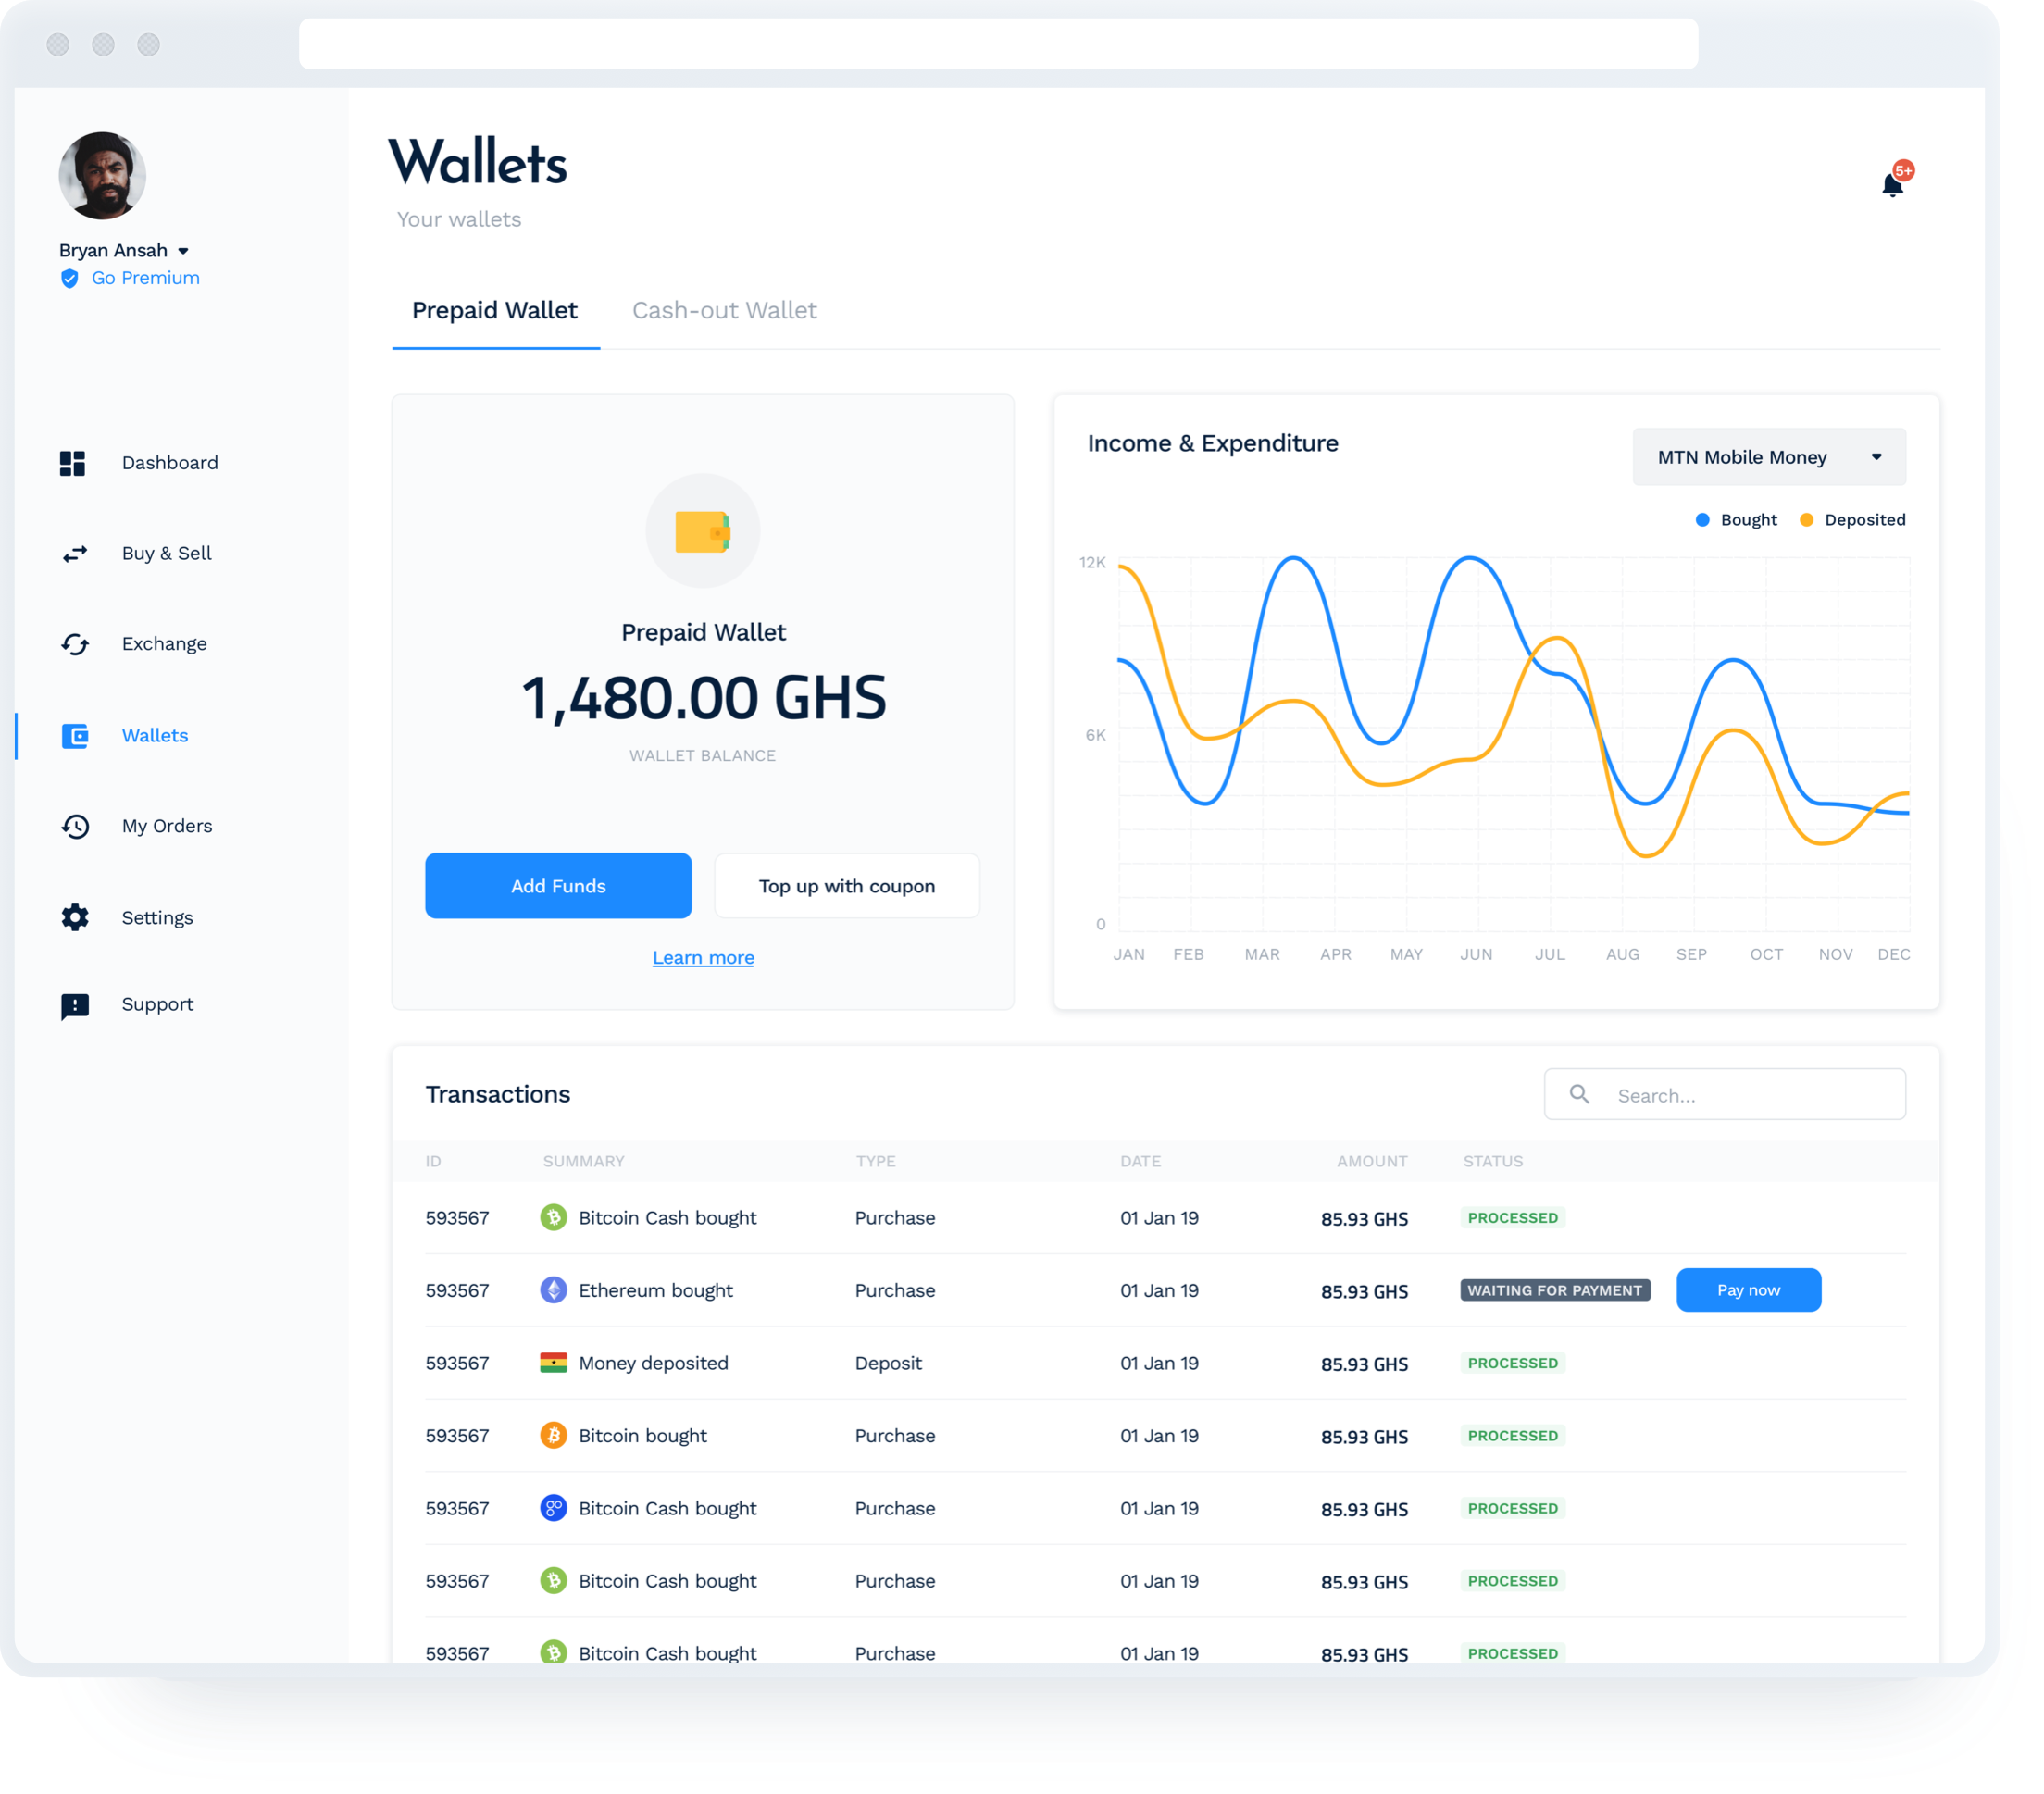 Wallets
5+
Your wallets
Bryan Ansah
Go Premium
Prepaid Wallet
Cash-out Wallet
Dashboard
Buy & Sell
Exchange
Wallets
My Orders
Settings
Support
Prepaid Wallet
1,480.00 GHS
WALLET BALANCE
Add Funds
Top up with coupon
Learn more
Income & Expenditure
MTN Mobile Money
Bought
Deposited
12K
6K
0
JAN FEB MAR APR MAY JUN JUL AUG SEP OCT NOV DEC
Transactions
Search...
ID SUMMARY TYPE DATE AMOUNT STATUS
593567 Bitcoin Cash bought Purchase 01 Jan 19 85.93 GHS PROCESSED
593567 Ethereum bought Purchase 01 Jan 19 85.93 GHS WAITING FOR PAYMENT Pay now
593567 Money deposited Deposit 01 Jan 19 85.93 GHS PROCESSED
593567 Bitcoin bought Purchase 01 Jan 19 85.93 GHS PROCESSED
593567 Bitcoin Cash bought Purchase 01 Jan 19 85.93 GHS PROCESSED
593567 Bitcoin Cash bought Purchase 01 Jan 19 85.93 GHS PROCESSED
593567 Bitcoin Cash bought Purchase 01 Jan 19 85.93 GHS PROCESSED